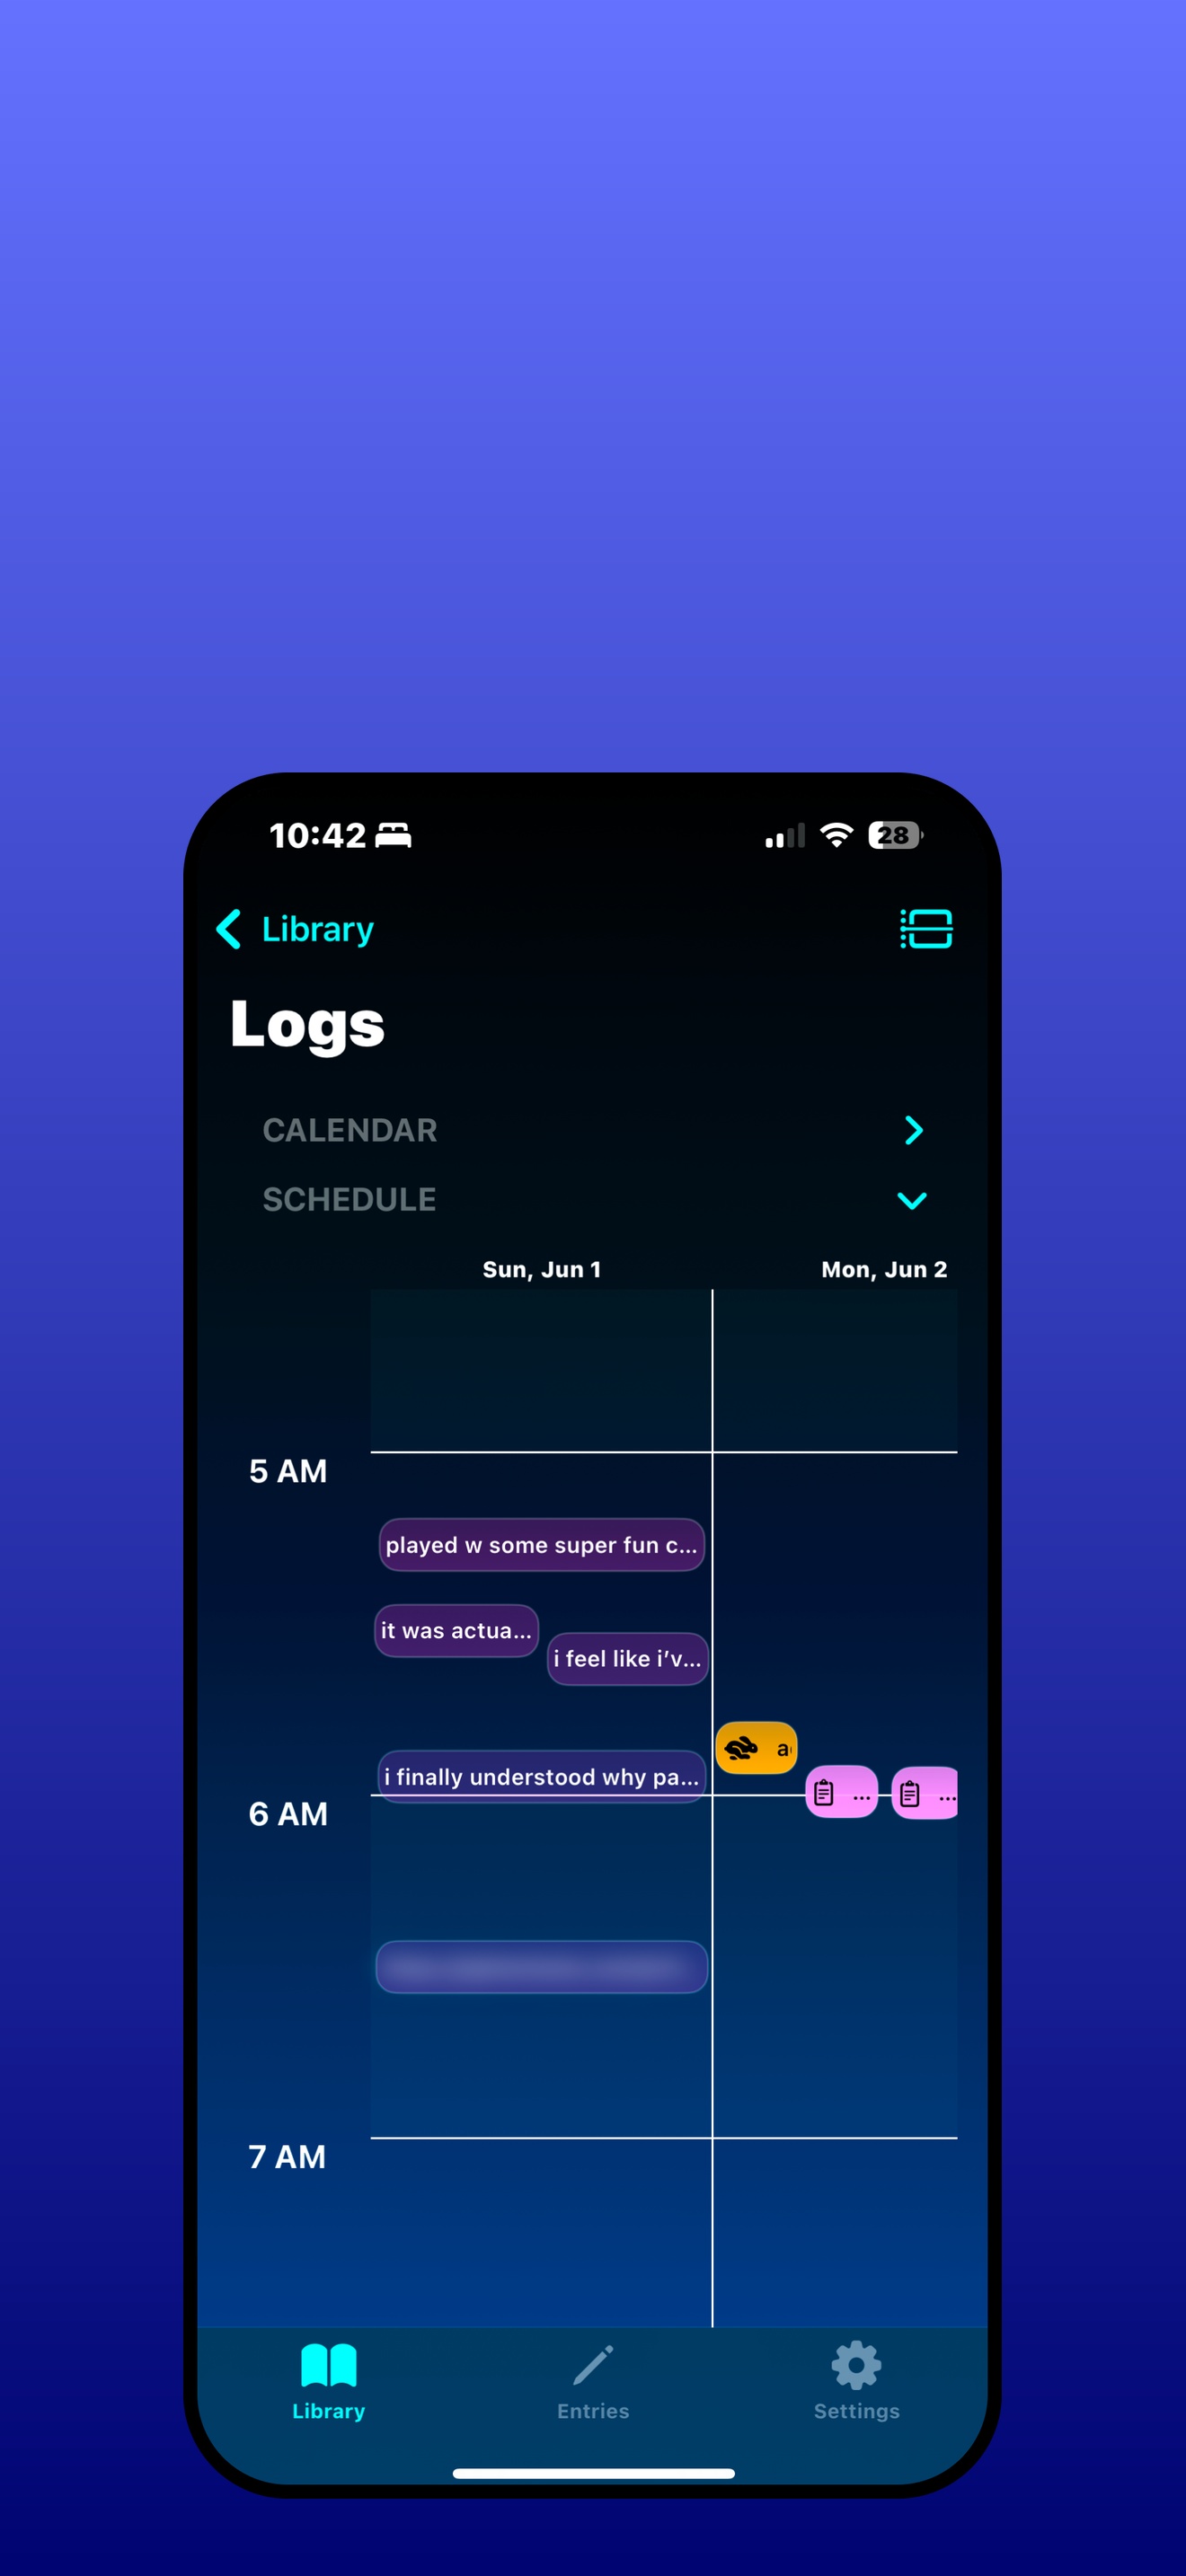 10:42
28
Library
Logs
CALENDAR
SCHEDULE
Sun, Jun 1
Mon, Jun 2
5 AM
played w some super fun c...
it was actua...
i feel like i'v...
a
i finally understood why pa...
...
...
6 AM
7 AM
Library
Entries
Settings